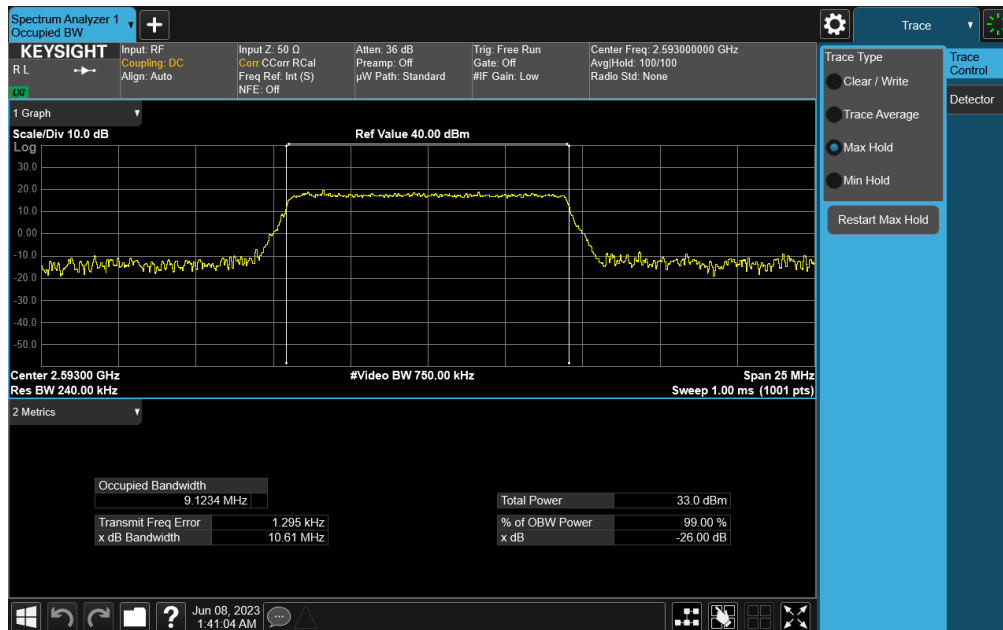 Spectrum Analyzer 1
Occupied BW
Trace
KEYSIGHT
R L
LXI
Input: RF
Coupling: DC
Align: Auto
Input Z: 50 Ω
Corr CCorr RCal
Freq Ref: Int (S)
NFE: Off
Atten: 36 dB
Preamp: Off
µW Path: Standard
Trig: Free Run
Gate: Off
#IF Gain: Low
Center Freq: 2.593000000 GHz
Avg|Hold: 100/100
Radio Std: None
Trace Type
Clear / Write
Trace Average
Max Hold
Min Hold
Restart Max Hold
Trace
Control
Detector
1 Graph
Scale/Div 10.0 dB
Ref Value 40.00 dBm
Log
30.0
20.0
10.0
0.00
-10.0
-20.0
-30.0
-40.0
-50.0
Center 2.59300 GHz
#Video BW 750.00 kHz
Span 25 MHz
Res BW 240.00 kHz
Sweep 1.00 ms (1001 pts)
2 Metrics
Occupied Bandwidth
9.1234 MHz
Total Power 33.0 dBm
Transmit Freq Error 1.295 kHz
% of OBW Power 99.00 %
x dB Bandwidth 10.61 MHz
x dB -26.00 dB
?
Jun 08, 2023
1:41:04 AM